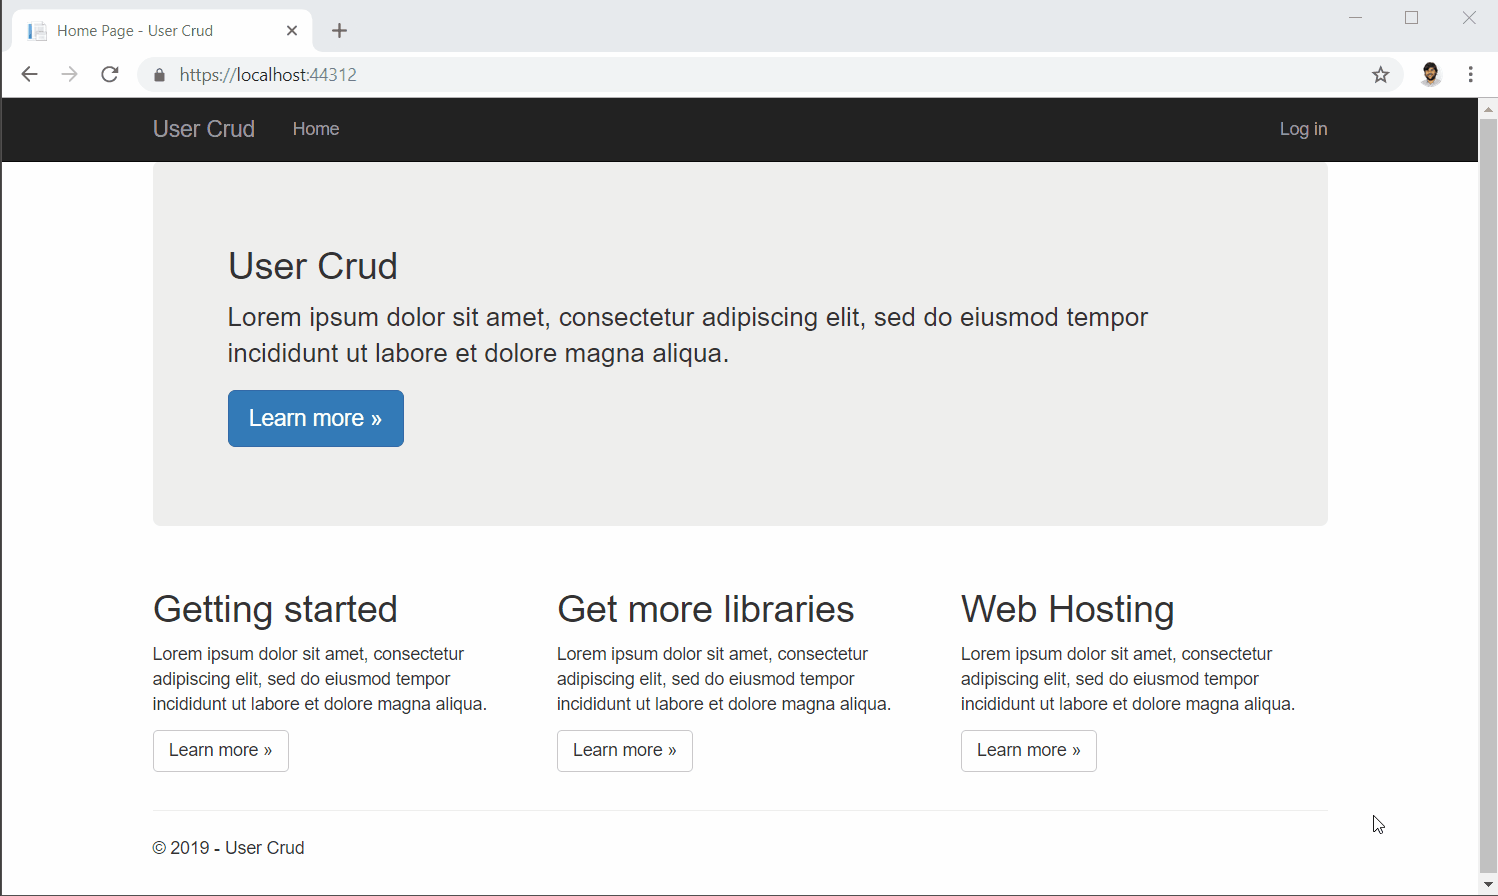 Home Page - User Crud
https://localhost:44312
User Crud Home Log in
User Crud
Lorem ipsum dolor sit amet, consectetur adipiscing elit, sed do eiusmod tempor
incididunt ut labore et dolore magna aliqua.
Learn more »
Getting started
Lorem ipsum dolor sit amet, consectetur
adipiscing elit, sed do eiusmod tempor
incididunt ut labore et dolore magna aliqua.
Learn more »
Get more libraries
Lorem ipsum dolor sit amet, consectetur
adipiscing elit, sed do eiusmod tempor
incididunt ut labore et dolore magna aliqua.
Learn more »
Web Hosting
Lorem ipsum dolor sit amet, consectetur
adipiscing elit, sed do eiusmod tempor
incididunt ut labore et dolore magna aliqua.
Learn more »
© 2019 - User Crud